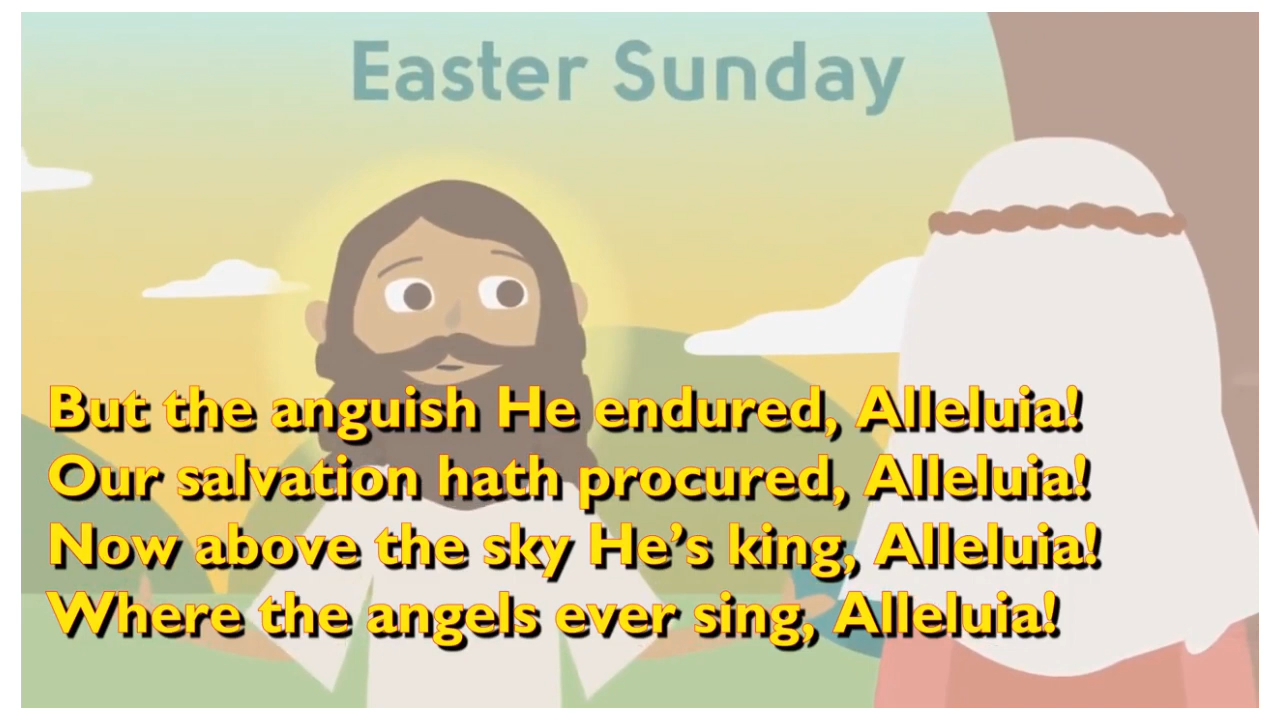 Easter Sunday
But the anguish He endured, Alleluia!
Our salvation hath procured, Alleluia!
Now above the sky He’s king, Alleluia!
Where the angels ever sing, Alleluia!